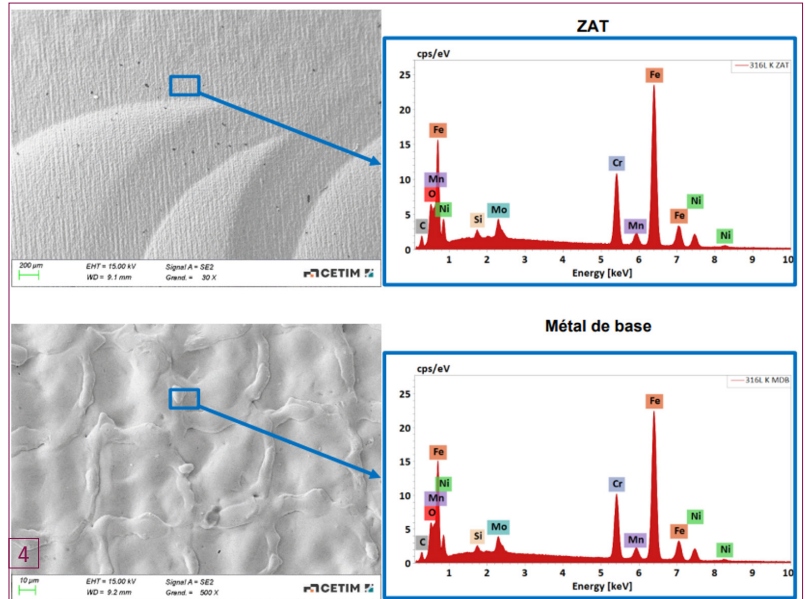 ZAT
cps/eV
316L K ZAT
25
20
15
10
5
0
Fe
Mn
O
Ni
C
Si
Mo
Cr
Mn
Fe
Fe
Ni
Ni
1 2 3 4 5 6 7 8 9 10
Energy [keV]
200 µm
EHT = 15.00 kV
WD = 9.1 mm
Signal A = SE2
Grand. = 30 X
CETIM
Métal de base
cps/eV
316L K MDB
25
20
15
10
5
0
Fe
Ni
Mn
O
C
Si
Mo
Cr
Mn
Fe
Fe
Ni
Ni
1 2 3 4 5 6 7 8 9 10
Energy [keV]
4
10 µm
EHT = 15.00 kV
WD = 9.2 mm
Signal A = SE2
Grand. = 500 X
CETIM